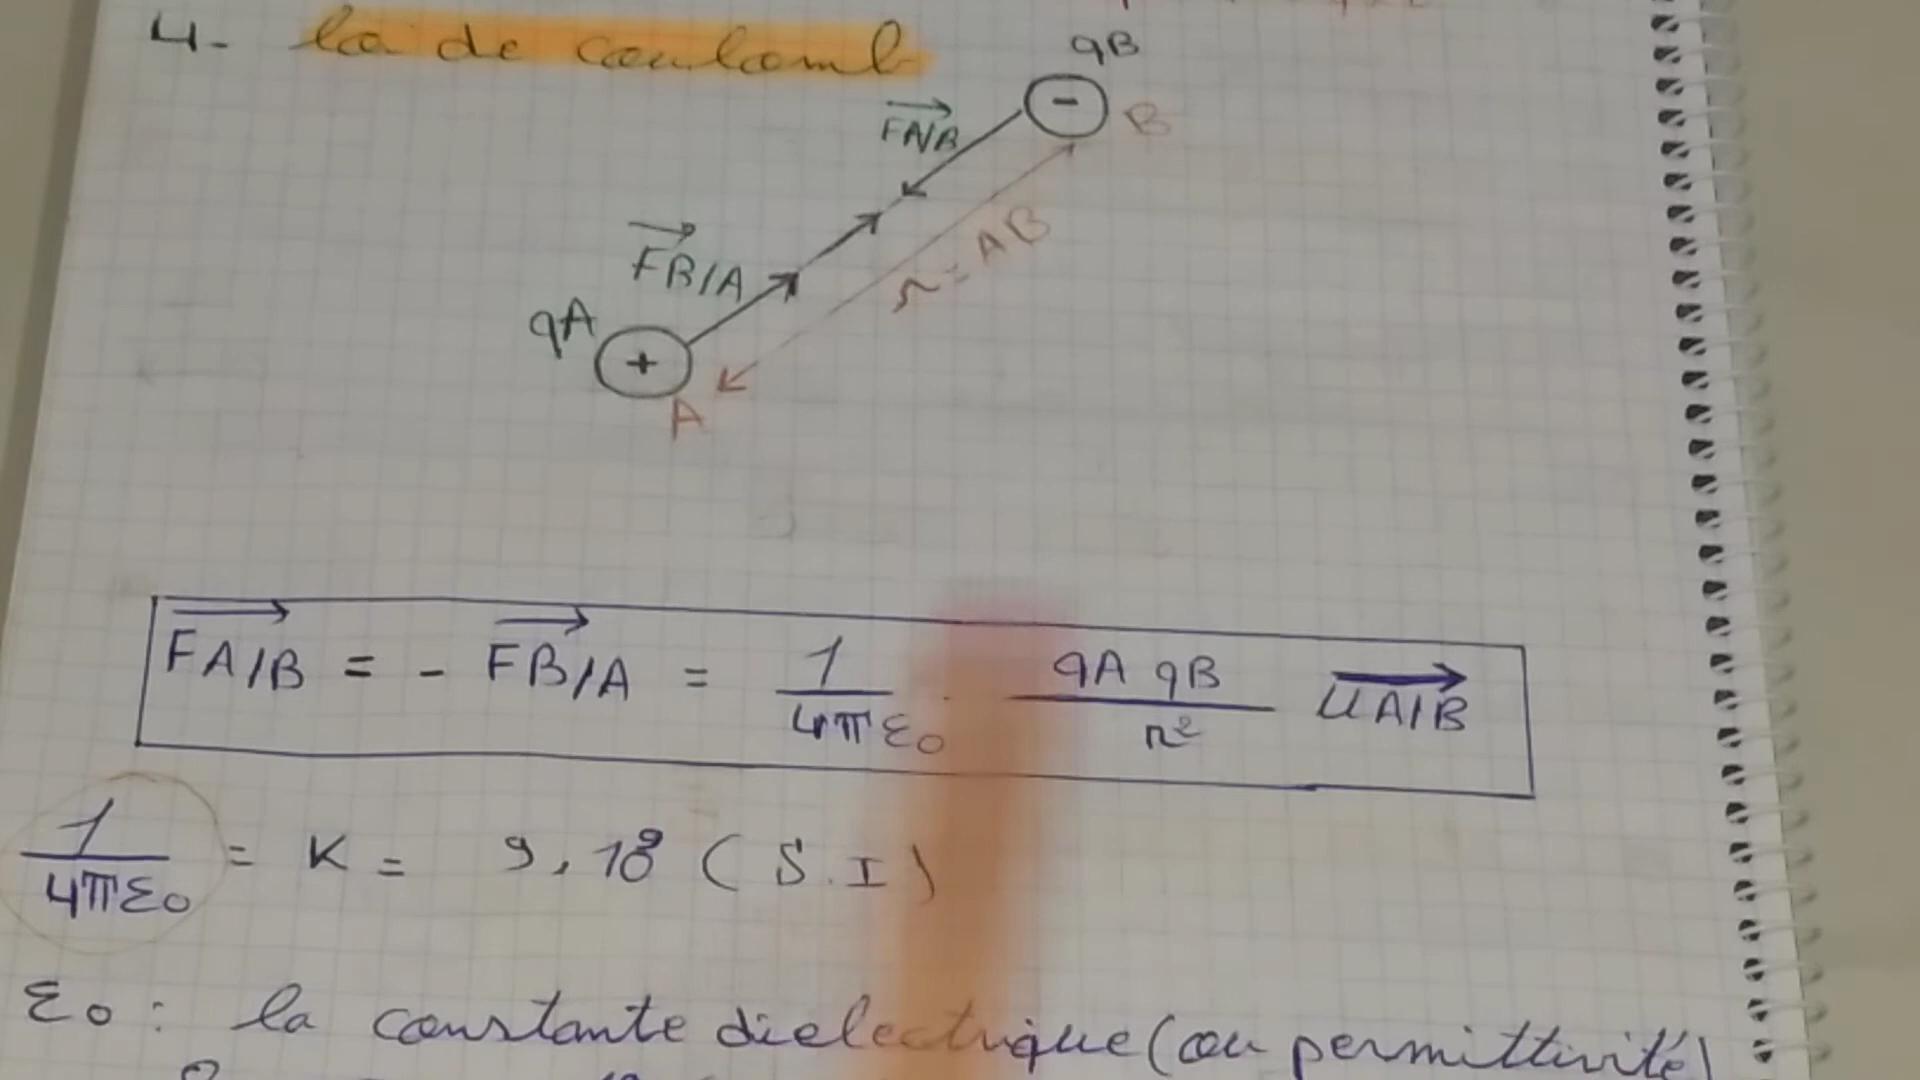 4- loi de coulomb
qB
-
B
FA/B
r = AB
FB/A
qA
+
A
FA/B = - FB/A = 1/4πε0 . qA qB/r² UA/B
1/4πε0 = K = 9.10⁹ (S.I)
ε0 : la constante dielectrique (ou permittivité)